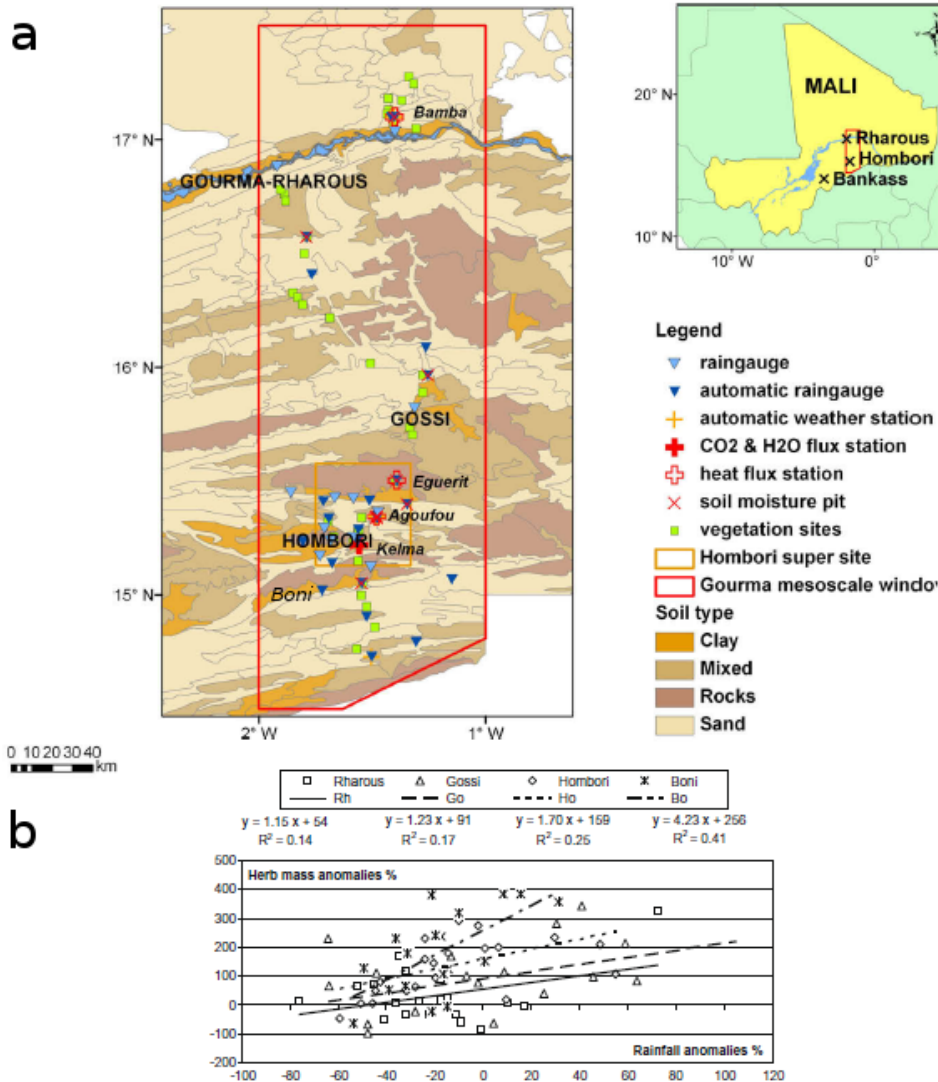 a
Bamba
17°N
GOURMA-RHAROUS
16°N
GOSSI
Eguerit
Agoufou
HOMBORI
Kelma
Boni
15°N
2°W
1°W
0 10 20 30 40
km
20°N
MALI
Rharous
Hombori
Bankass
10°N
10°W
0°
Legend
raingauge
automatic raingauge
automatic weather station
CO2 & H2O flux station
heat flux station
soil moisture pit
vegetation sites
Hombori super site
Gourma mesoscale windov
Soil type
Clay
Mixed
Rocks
Sand
b
Rharous Gossi Hombori Boni
Rh Go Ho Bo
y = 1.15 x + 54 y = 1.23 x + 91 y = 1.70 x + 159 y = 4.23 x + 256
R² = 0.14 R² = 0.17 R² = 0.25 R² = 0.41
Herb mass anomalies %
500
400
300
200
100
0
-100
-200
Rainfall anomalies %
-100 -80 -60 -40 -20 0 20 40 60 80 100 120